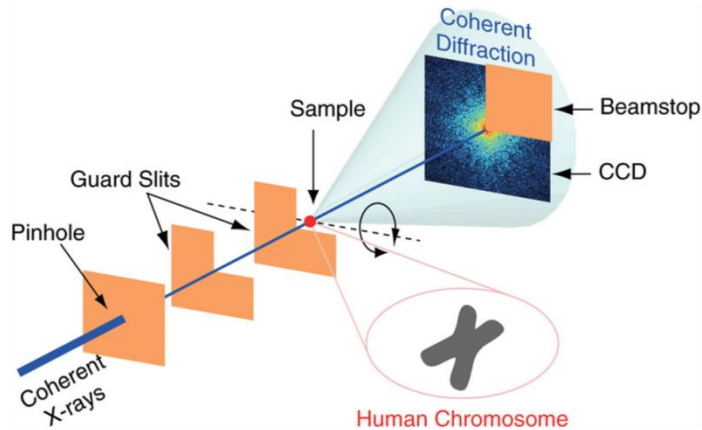 Coherent
Diffraction
Sample
Beamstop
Guard Slits
CCD
Pinhole
Coherent
X-rays
Human Chromosome